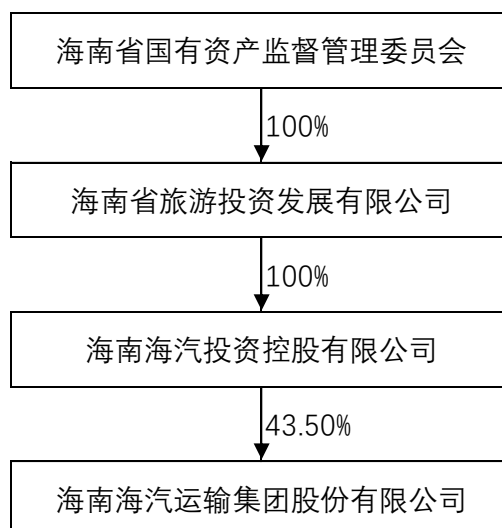 海南省国有资产监督管理委员会
100%
海南省旅游投资发展有限公司
100%
海南海汽投资控股有限公司
43.50%
海南海汽运输集团股份有限公司